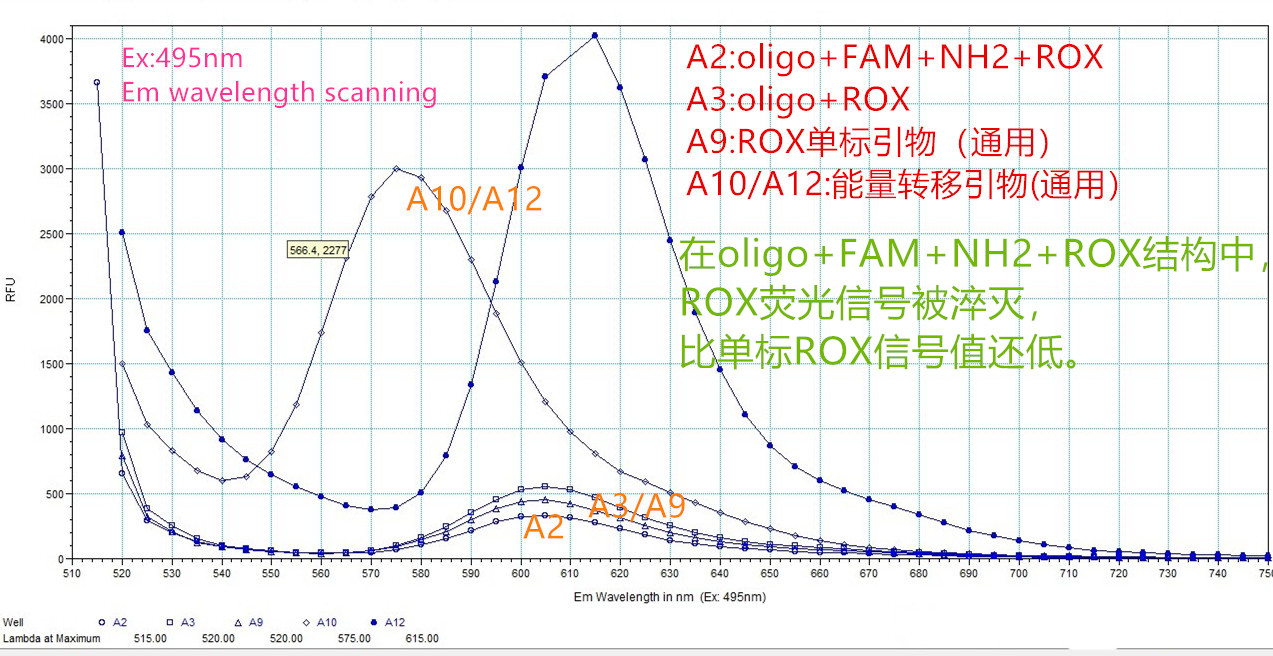 4000
3500
3000
2500
2000
1500
1000
500
0
RFU
Ex:495nm
Em wavelength scanning
A2:oligo+FAM+NH2+ROX
A3:oligo+ROX
A9:ROX单标引物（通用）
A10/A12:能量转移引物(通用)
A10/A12
566.4, 2277
在oligo+FAM+NH2+ROX结构中，
ROX荧光信号被淬灭，
比单标ROX信号值还低。
A3/A9
A2
510 520 530 540 550 560 570 580 590 600 610 620 630 640 650 660 670 680 690 700 710 720 730 740 750
Em Wavelength in nm (Ex: 495nm)
Well A2 A3 A9 A10 A12
Lambda at Maximum 515.00 520.00 520.00 575.00 615.00